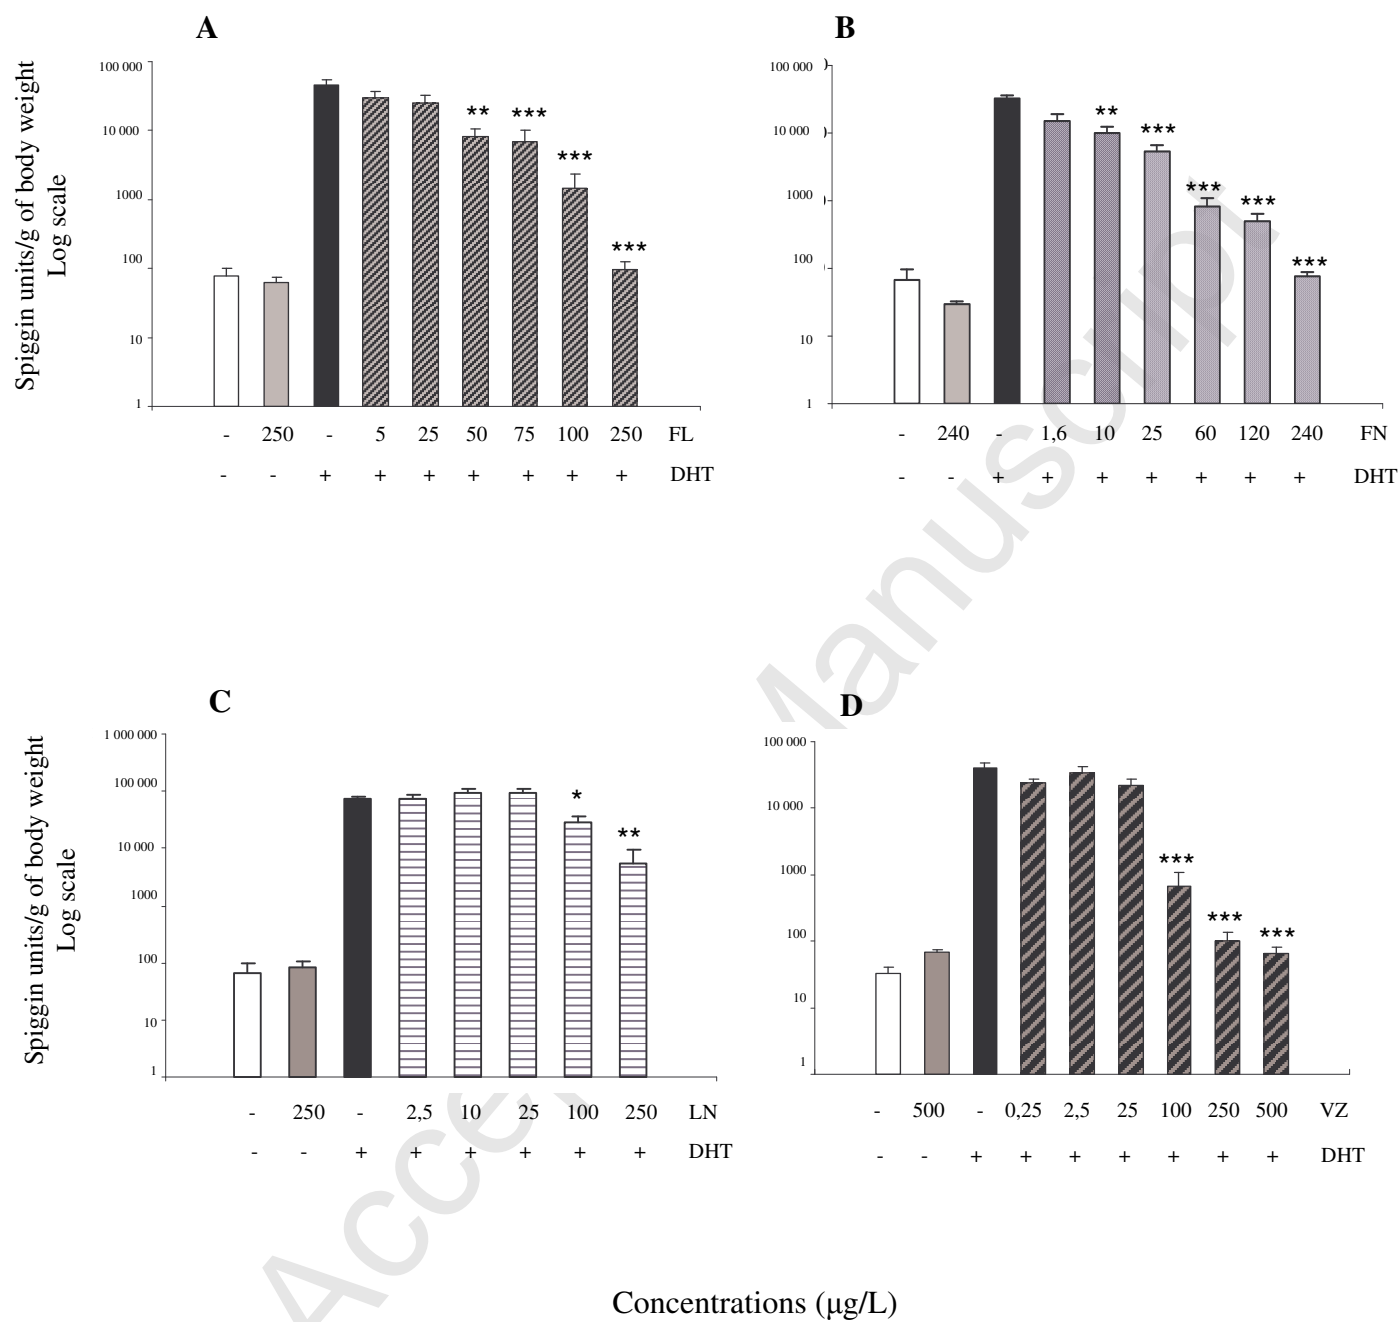 A
Spiggin units/g of body weight
Log scale
100 000
10 000
1000
100
10
1
**
***
***
***
- 250 - 5 25 50 75 100 250 FL
- - + + + + + + + DHT
B
100 000
10 000
1000
100
10
1
**
***
***
***
***
- 240 - 1,6 10 25 60 120 240 FN
- - + + + + + + + DHT
C
Spiggin units/g of body weight
Log scale
1 000 000
100 000
10 000
1000
100
10
1
*
**
- 250 - 2,5 10 25 100 250 LN
- - + + + + + + DHT
D
100 000
10 000
1000
100
10
1
***
***
***
- 500 - 0,25 2,5 25 100 250 500 VZ
- - + + + + + + + DHT
Concentrations (µg/L)
Acce
Manuscript